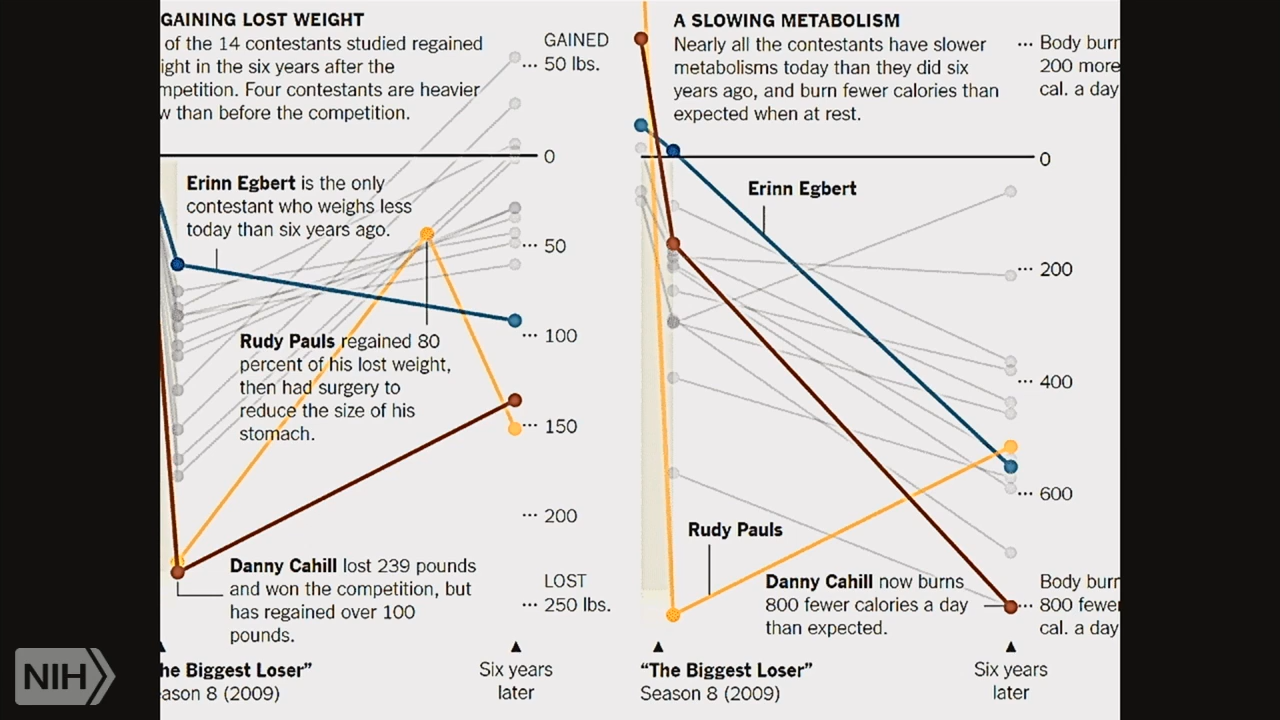 GAINING LOST WEIGHT
of the 14 contestants studied regained
ight in the six years after the
mpetition. Four contestants are heavier
w than before the competition.
GAINED
50 lbs.
0
Erinn Egbert is the only
contestant who weighs less
today than six years ago.
50
100
Rudy Pauls regained 80
percent of his lost weight,
then had surgery to
reduce the size of his
stomach.
150
200
Danny Cahill lost 239 pounds
and won the competition, but
has regained over 100
pounds.
LOST
250 lbs.
he Biggest Loser”
eason 8 (2009)
Six years
later
A SLOWING METABOLISM
Nearly all the contestants have slower
metabolisms today than they did six
years ago, and burn fewer calories than
expected when at rest.
Body burn
200 more
cal. a day
0
Erinn Egbert
200
400
600
Rudy Pauls
Danny Cahill now burns
800 fewer calories a day
than expected.
Body burn
800 fewer
cal. a day
“The Biggest Loser”
Season 8 (2009)
Six years
later
NIH